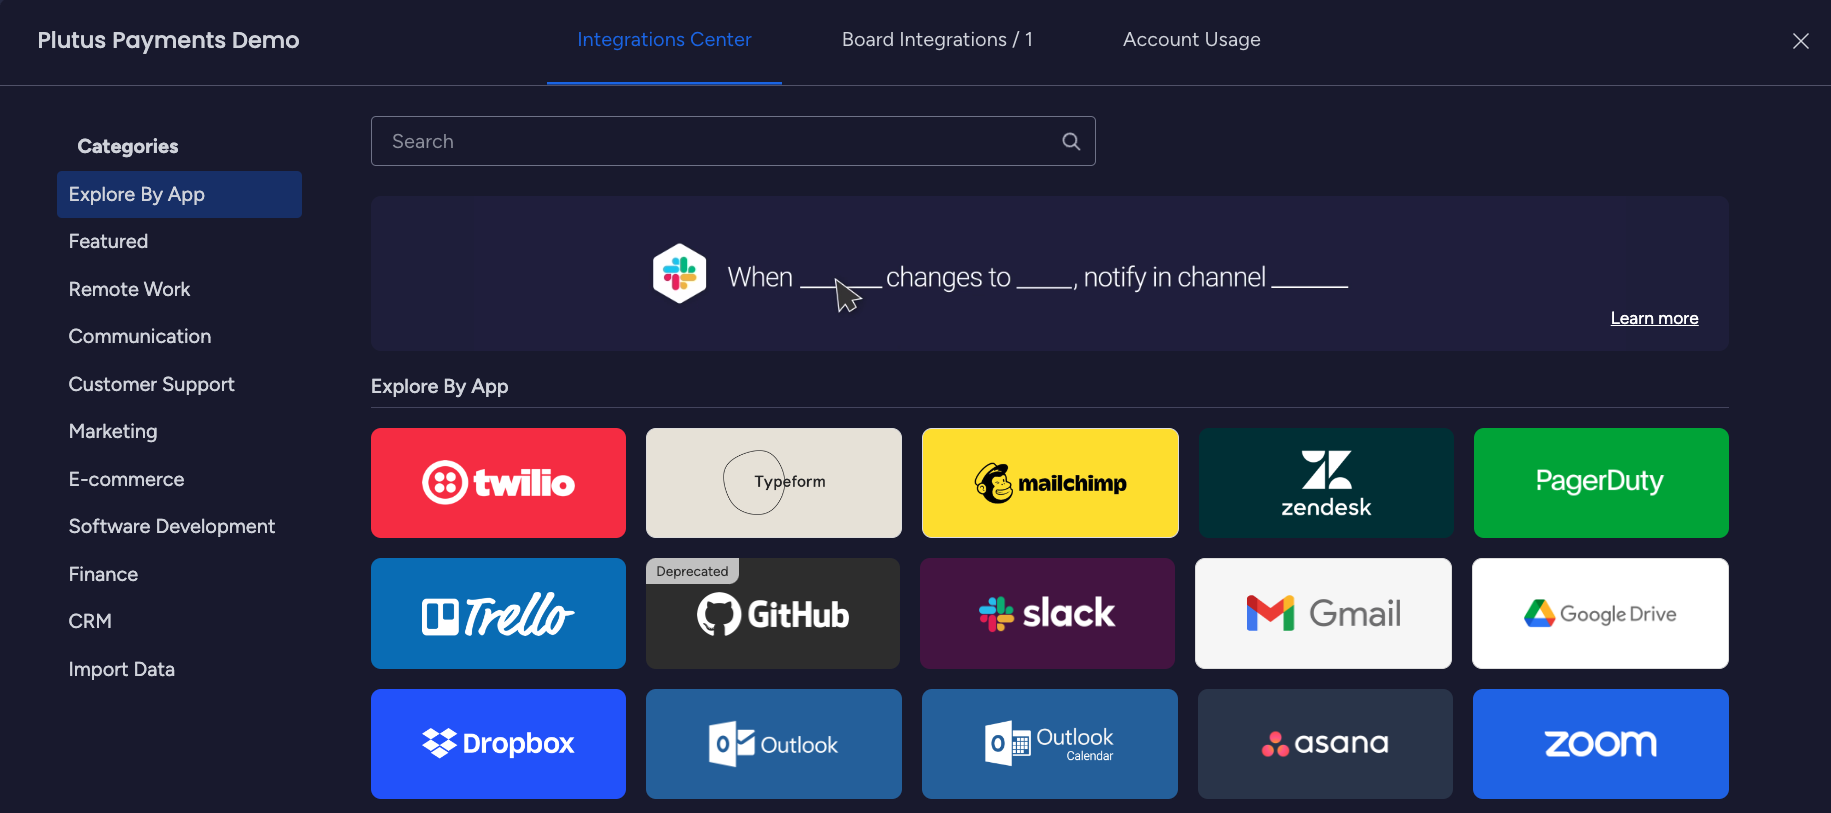 Plutus Payments Demo
Integrations Center
Board Integrations / 1
Account Usage
Categories
Explore By App
Featured
Remote Work
Communication
Customer Support
Marketing
E-commerce
Software Development
Finance
CRM
Import Data
Search
When ______ changes to ____, notify in channel ______
Learn more
Explore By App
twilio
Typeform
mailchimp
zendesk
PagerDuty
Trello
Deprecated
GitHub
slack
Gmail
Google Drive
Dropbox
Outlook
Outlook
Calendar
asana
zoom